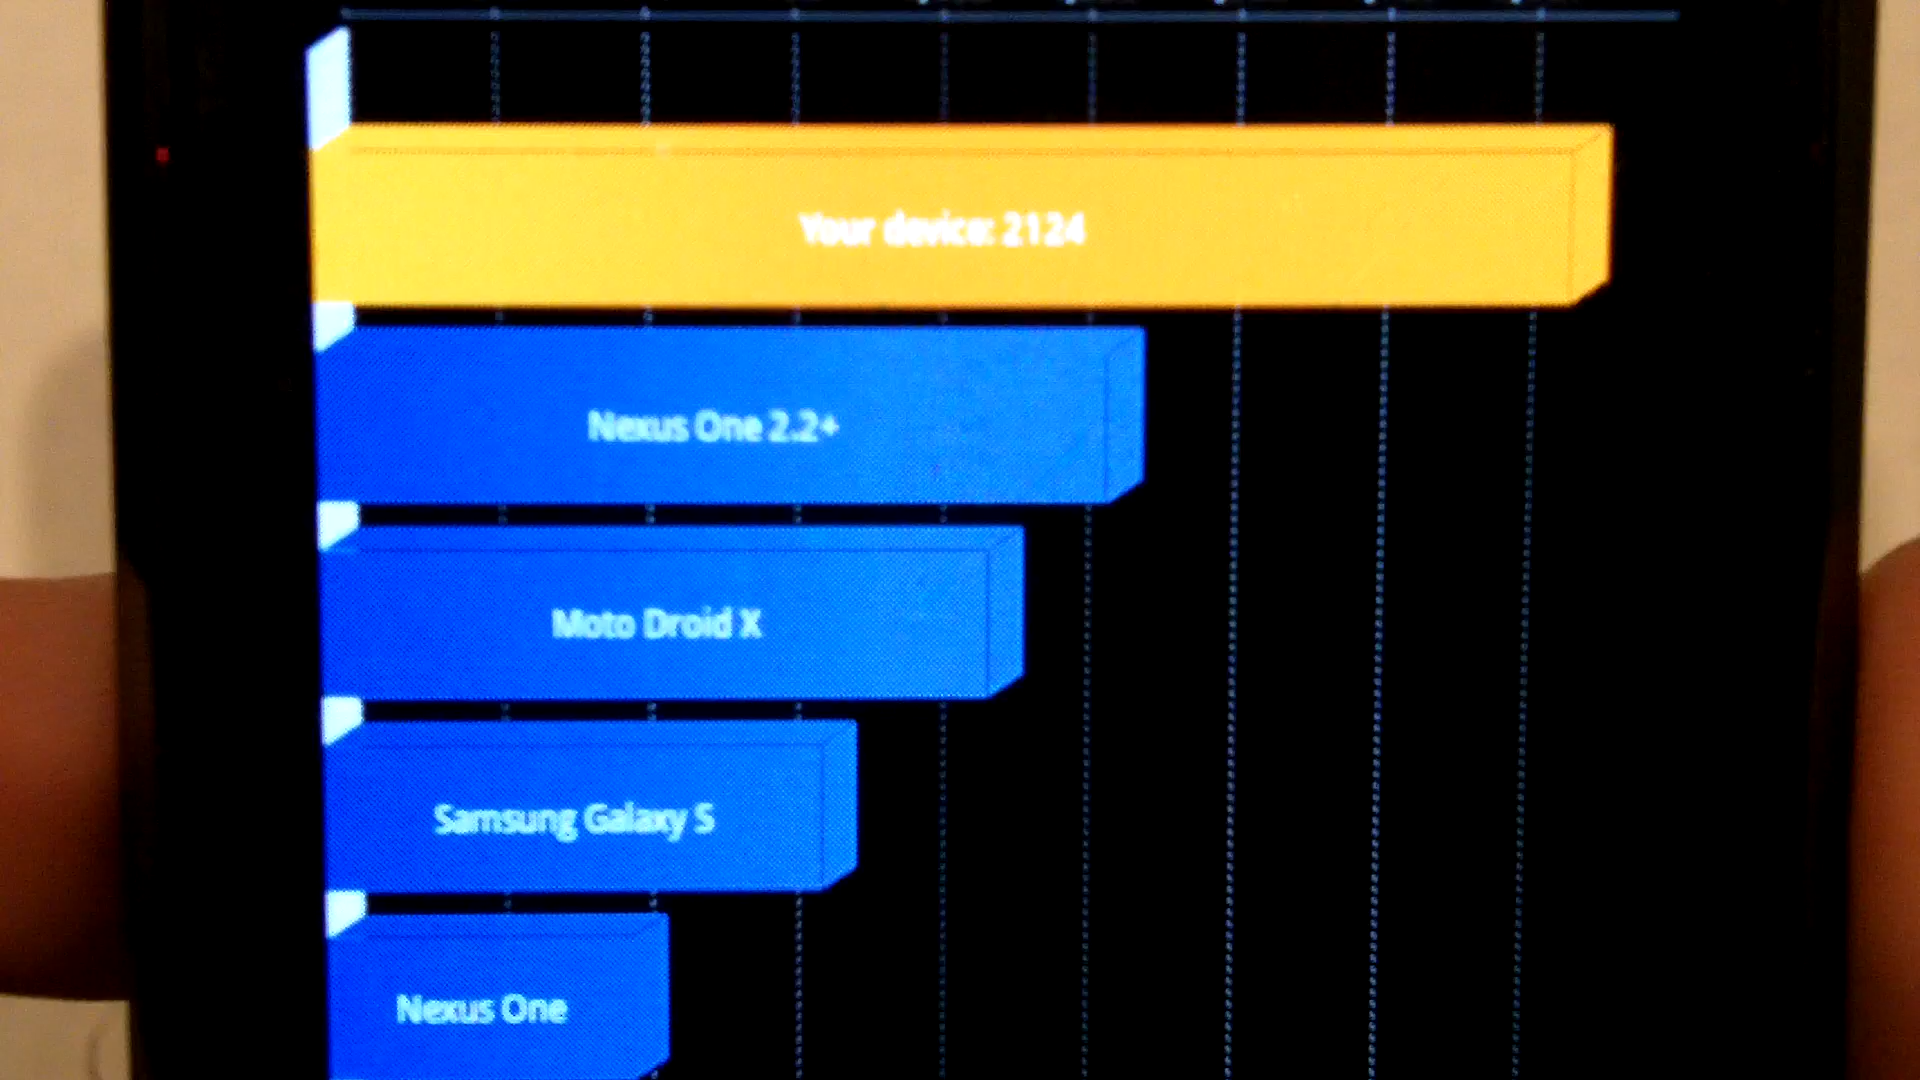 Your device: 2124
Nexus One 2.2+
Moto Droid X
Samsung Galaxy S
Nexus One